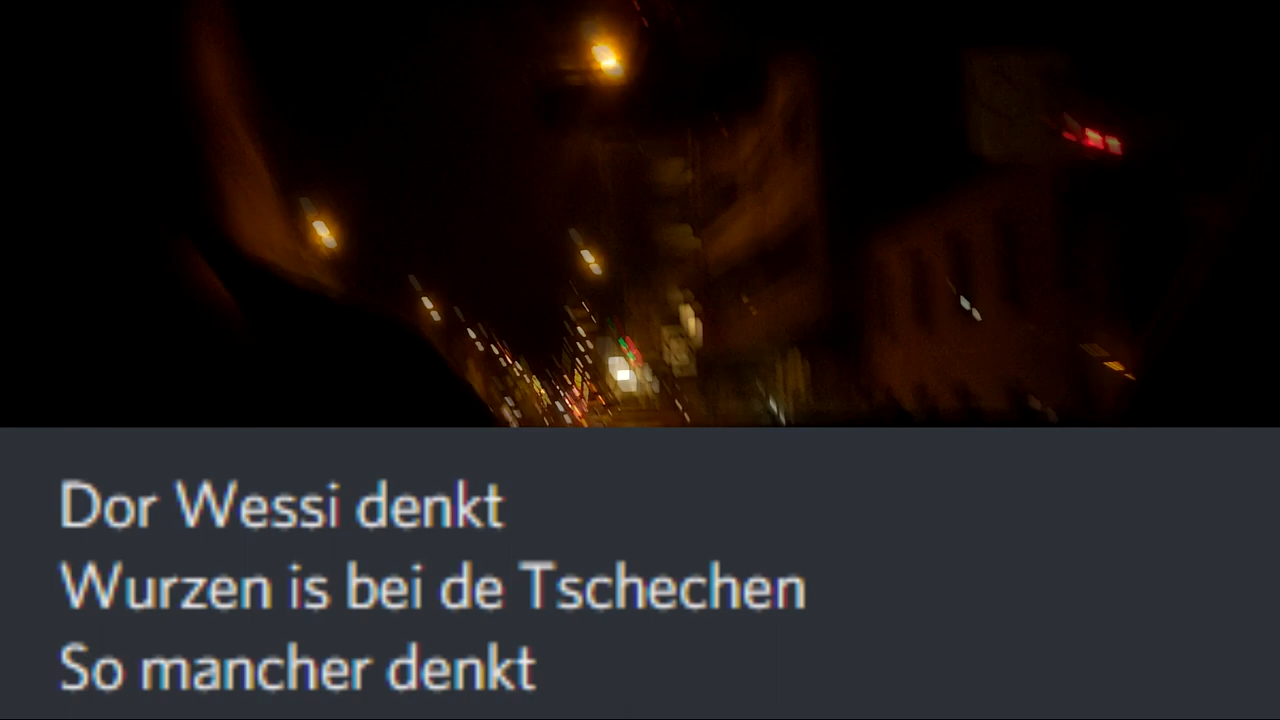 Dor Wessi denkt
Wurzen is bei de Tschechen
So mancher denkt